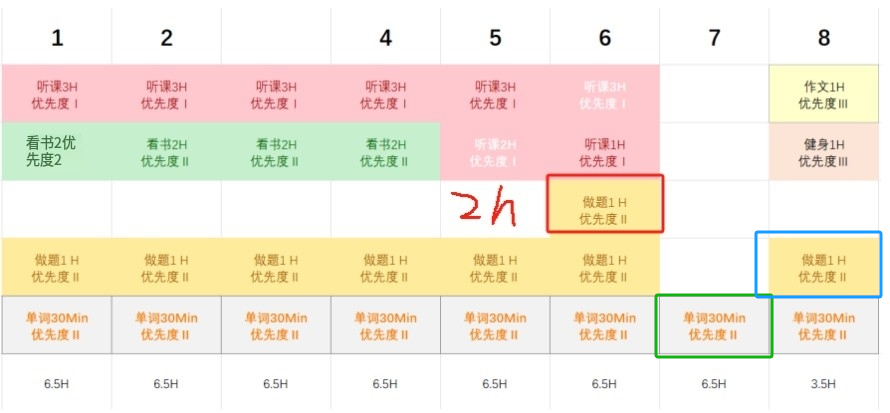 1 2 4 5 6 7 8
听课3H 听课3H 听课3H 听课3H 听课3H 听课3H 作文1H
优先度 I 优先度 I 优先度 I 优先度 I 优先度 I 优先度 I 优先度III
看书2优 看书2H 看书2H 看书2H 听课2H 听课1H 健身1H
先度2 优先度 II 优先度 II 优先度 II 优先度 I 优先度 I 优先度III
2h 做题1 H
优先度 II
做题1 H 做题1 H 做题1 H 做题1 H 做题1 H 做题1 H 做题1 H
优先度 II 优先度 II 优先度 II 优先度 II 优先度 II 优先度 II 优先度 II
单词30Min 单词30Min 单词30Min 单词30Min 单词30Min 单词30Min 单词30Min 单词30Min
优先度 II 优先度 II 优先度 II 优先度 II 优先度 II 优先度 II 优先度 II 优先度 II
6.5H 6.5H 6.5H 6.5H 6.5H 6.5H 6.5H 3.5H